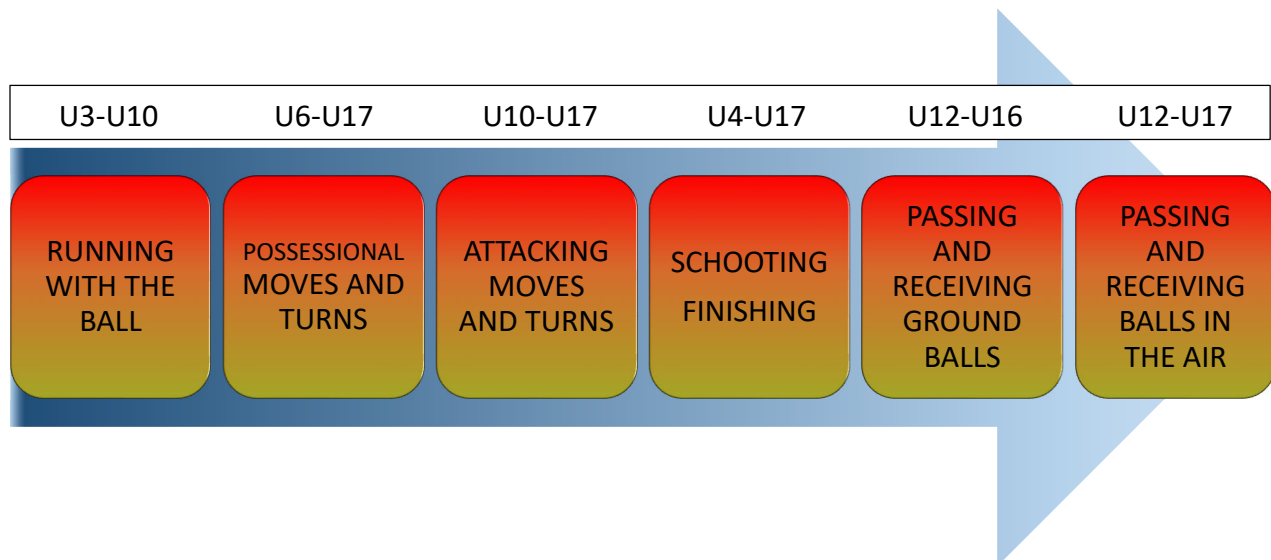 U3-U10 U6-U17 U10-U17 U4-U17 U12-U16 U12-U17
RUNNING
WITH THE
BALL
POSSESSIONAL
MOVES AND
TURNS
ATTACKING
MOVES
AND TURNS
SCHOOTING
FINISHING
PASSING
AND
RECEIVING
GROUND
BALLS
PASSING
AND
RECEIVING
BALLS IN
THE AIR